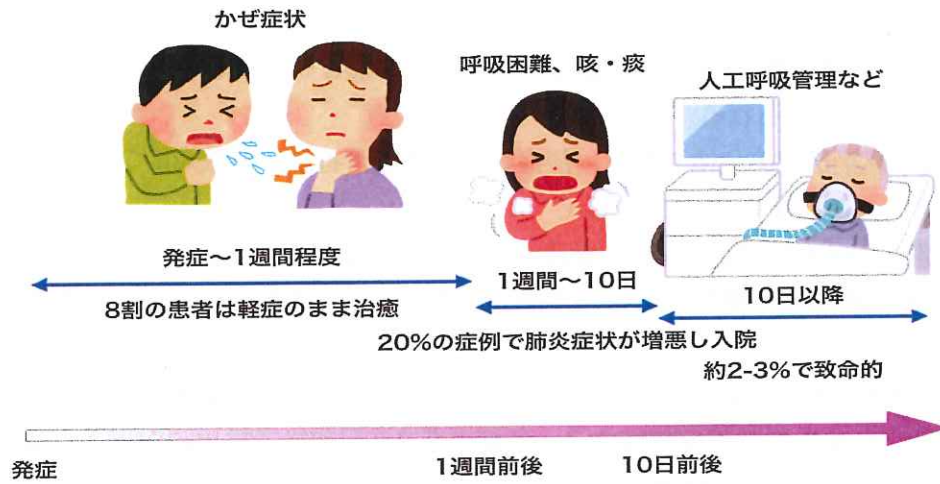 かぜ症状
呼吸困難、咳・痰
人工呼吸管理など
発症～1週間程度
8割の患者は軽症のまま治癒
1週間～10日
20%の症例で肺炎症状が増悪し入院
10日以降
約2-3%で致命的
発症
1週間前後
10日前後